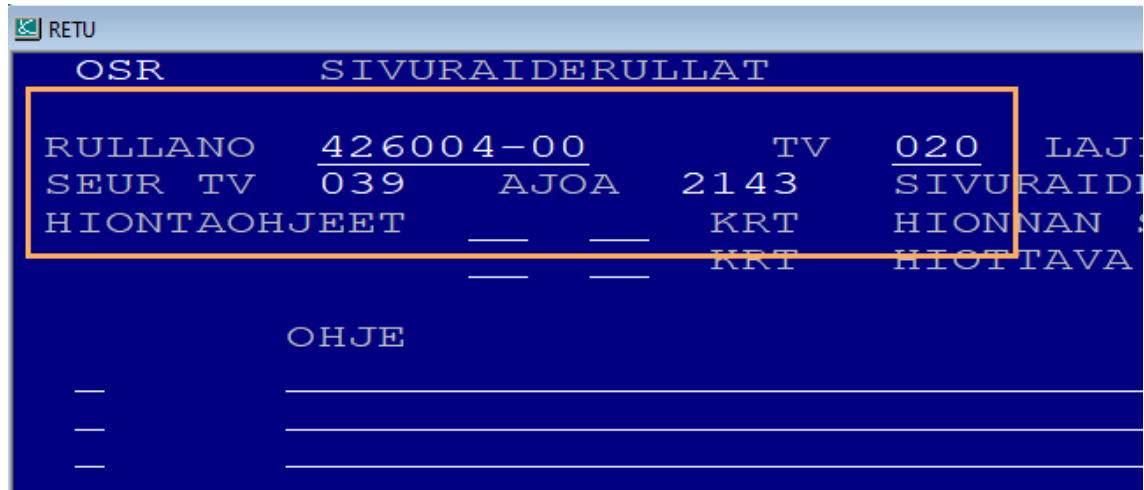 RETU
OSR SIVURAIDERULLAT
RULLANO 426004-00 TV 020
SEUR TV 039 AJOA 2143
HIONTAOHJEET KRT HIONNAN
KRT HIOTTAVA
OHJE